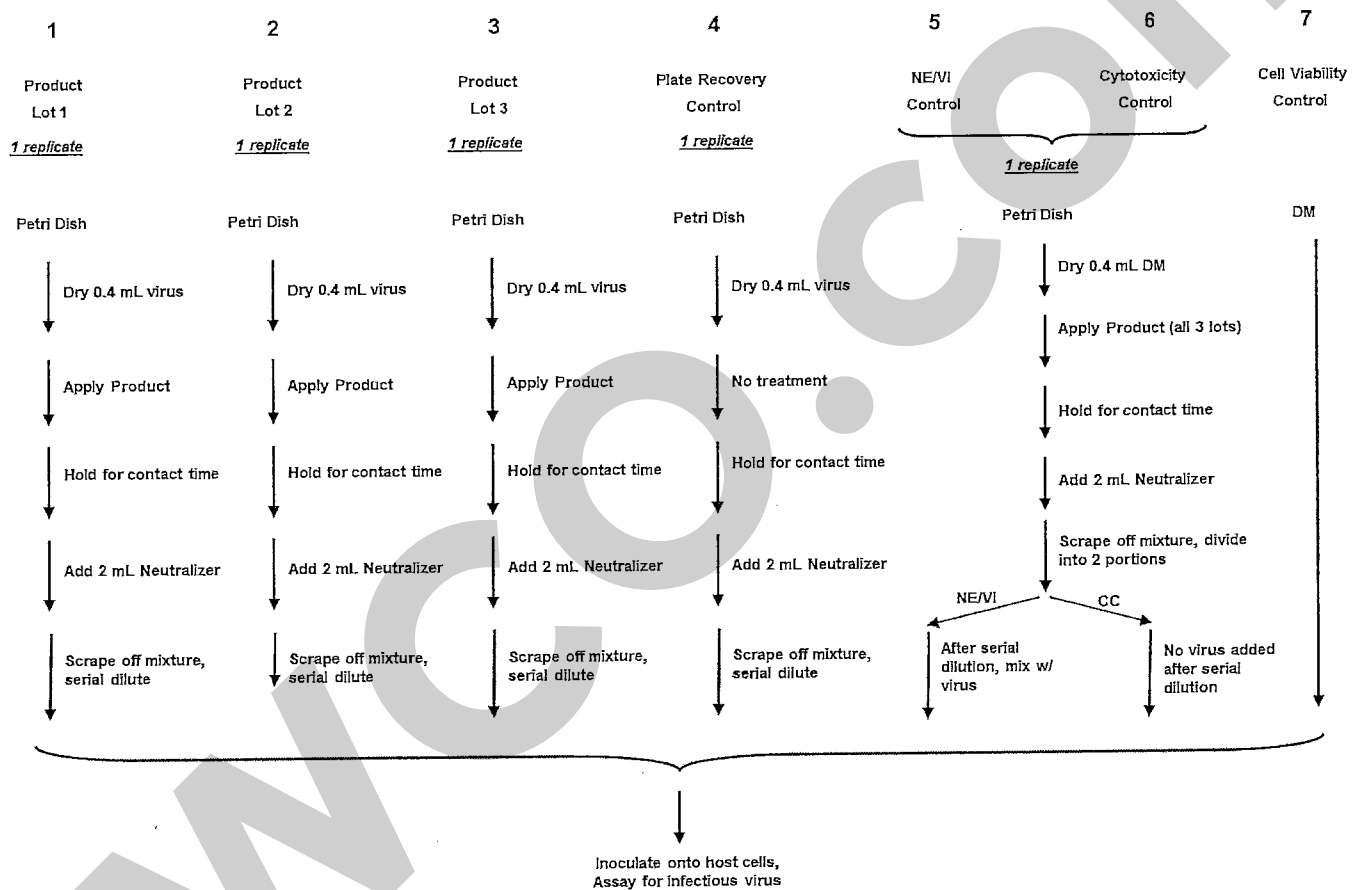 1
Product
Lot 1
1 replicate
Petri Dish
Dry 0.4 mL virus
Apply Product
Hold for contact time
Add 2 mL Neutralizer
Scrape off mixture,
serial dilute
2
Product
Lot 2
1 replicate
Petri Dish
Dry 0.4 mL virus
Apply Product
Hold for contact time
Add 2 mL Neutralizer
Scrape off mixture,
serial dilute
3
Product
Lot 3
1 replicate
Petri Dish
Dry 0.4 mL virus
Apply Product
Hold for contact time
Add 2 mL Neutralizer
Scrape off mixture,
serial dilute
4
Plate Recovery
Control
1 replicate
Petri Dish
Dry 0.4 mL virus
No treatment
Hold for contact time
Add 2 mL Neutralizer
Scrape off mixture,
serial dilute
5
NE/VI
Control
6
Cytotoxicity
Control
1 replicate
Petri Dish
Dry 0.4 mL DM
Apply Product (all 3 lots)
Hold for contact time
Add 2 mL Neutralizer
Scrape off mixture, divide
into 2 portions
NE/VI
CC
After serial
dilution, mix w/
virus
No virus added
after serial
dilution
7
Cell Viability
Control
DM
Inoculate onto host cells,
Assay for infectious virus
wco.co